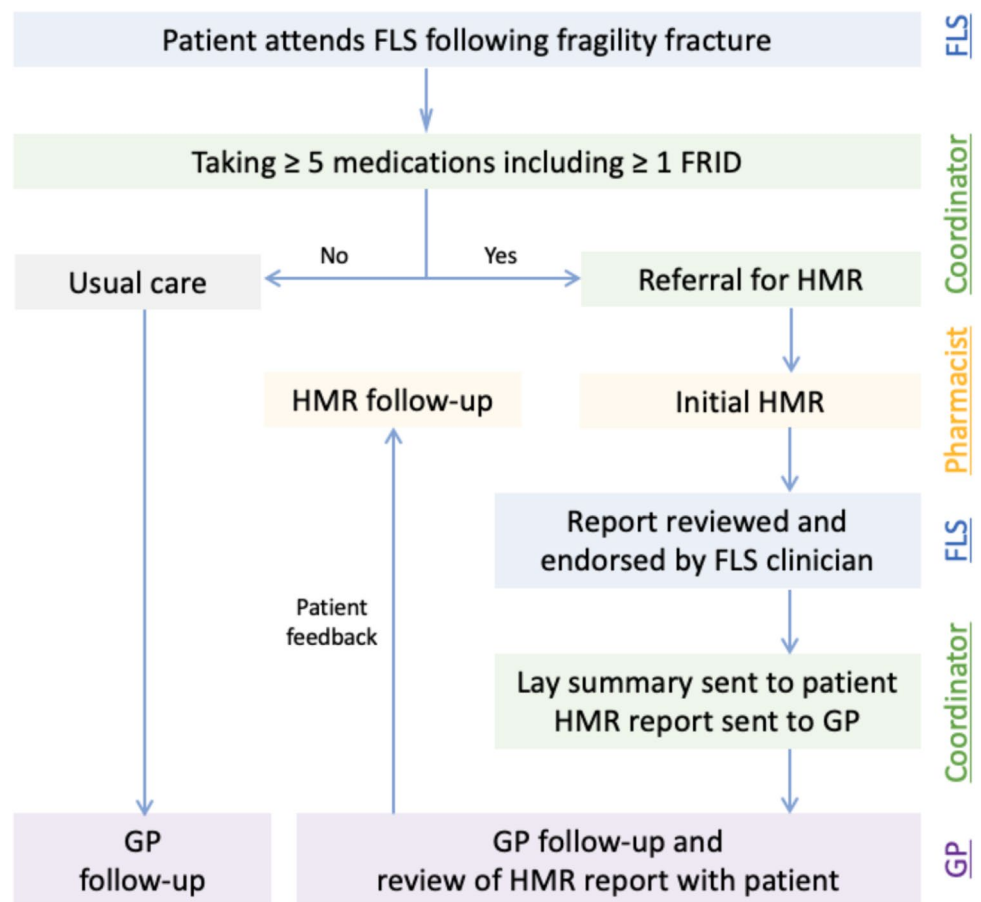 Patient attends FLS following fragility fracture
FLS
Taking ≥ 5 medications including ≥ 1 FRID
Coordinator
No
Yes
Usual care
Referral for HMR
Pharmacist
HMR follow-up
Initial HMR
Report reviewed and
endorsed by FLS clinician
FLS
Patient
feedback
Lay summary sent to patient
HMR report sent to GP
Coordinator
GP
follow-up
GP follow-up and
review of HMR report with patient
GP